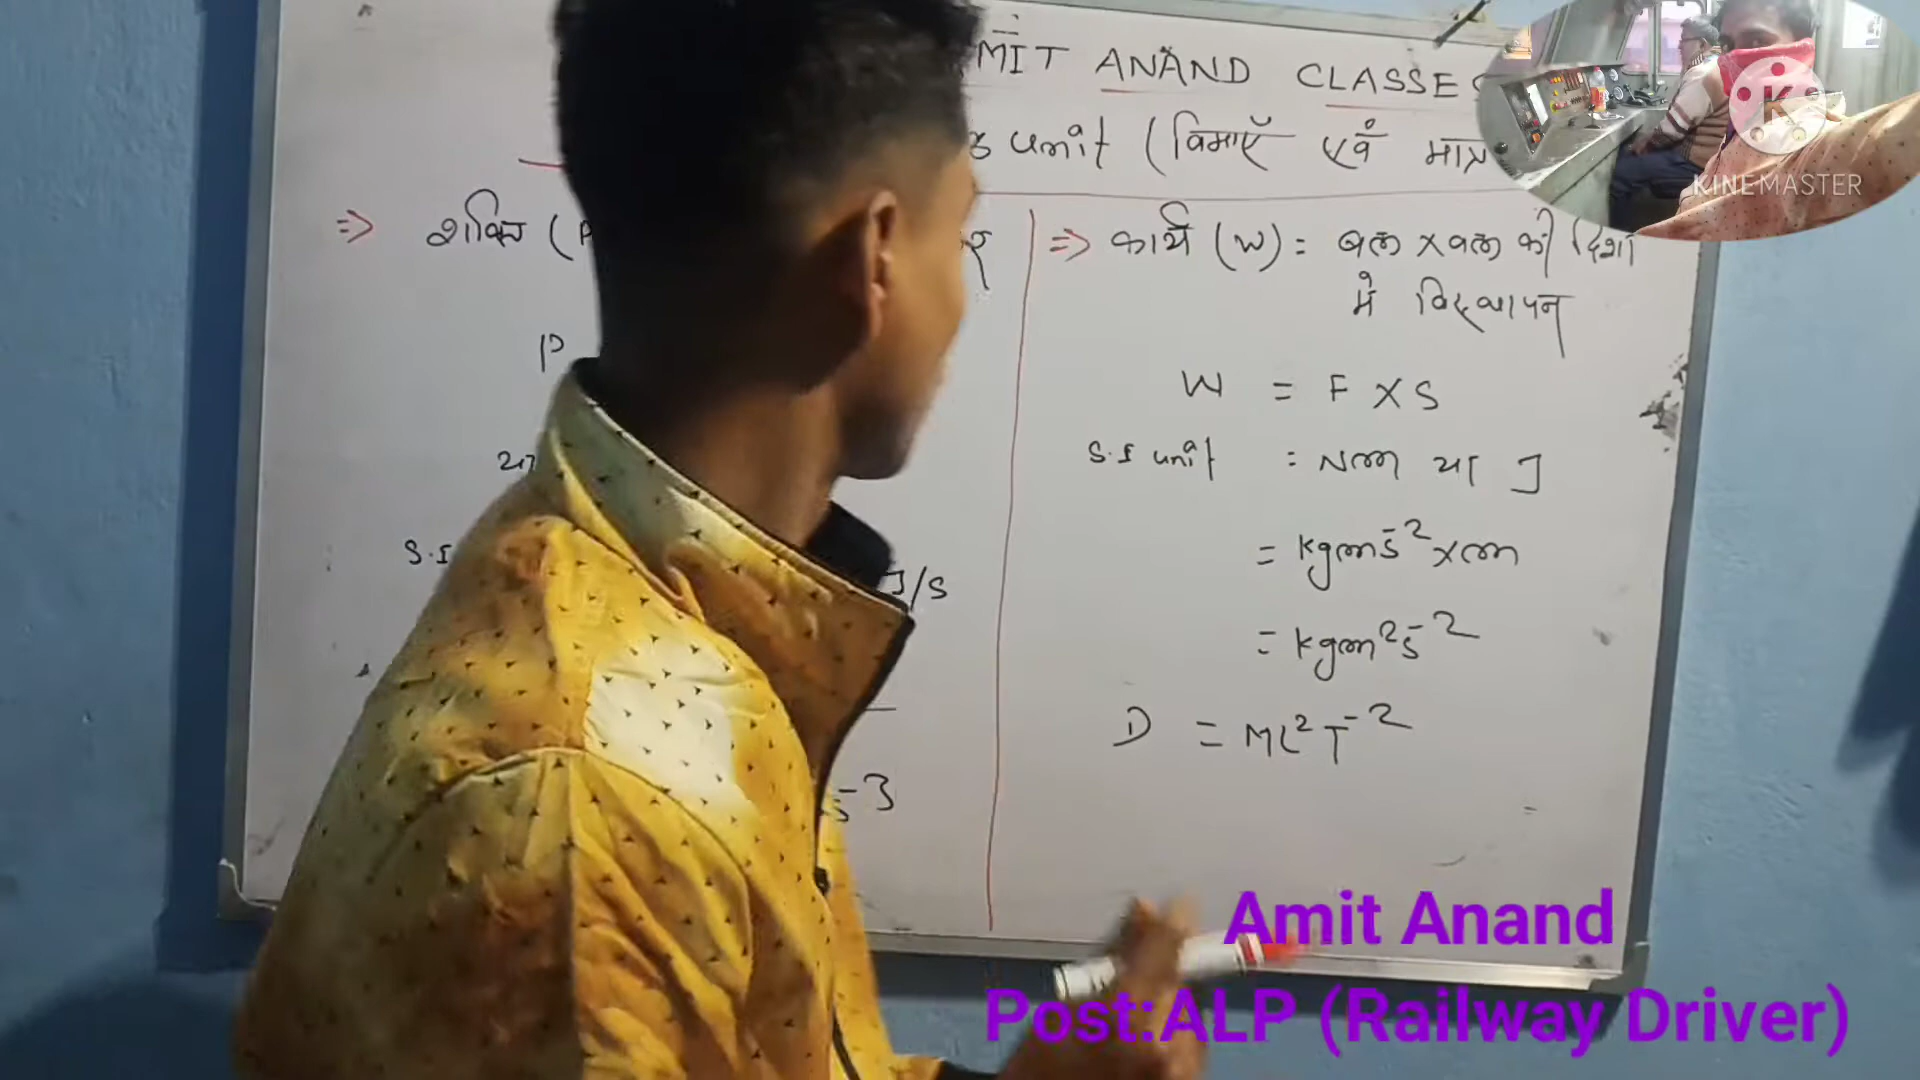 MIT ANAND CLASSES
unit (विमाएँ एवं मात्र
=> शक्ति (P
P
या
S.I
J/S
s-3
=> कार्य (W) = बल x बल की दिशा
में विस्थापन
W = F X S
S.I unit = Nm या J
= kgms-2 x m
= kgm2s-2
D = ML2T-2
K
KINEMASTER
Amit Anand
Post:ALP (Railway Driver)